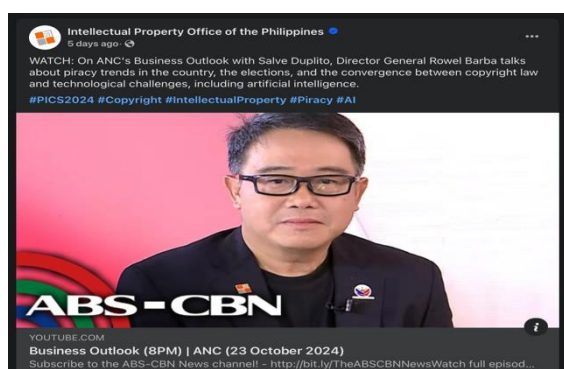 Intellectual Property Office of the Philippines
5 days ago ·
WATCH: On ANC's Business Outlook with Salve Duplito, Director General Rowel Barba talks
about piracy trends in the country, the elections, and the convergence between copyright law
and technological challenges, including artificial intelligence.
#PICS2024 #Copyright #IntellectualProperty #Piracy #AI
ABS-CBN
i
YOUTUBE.COM
Business Outlook (8PM) | ANC (23 October 2024)
Subscribe to the ABS-CBN News channel! - http://bit.ly/TheABSCBNNewsWatch full episod...